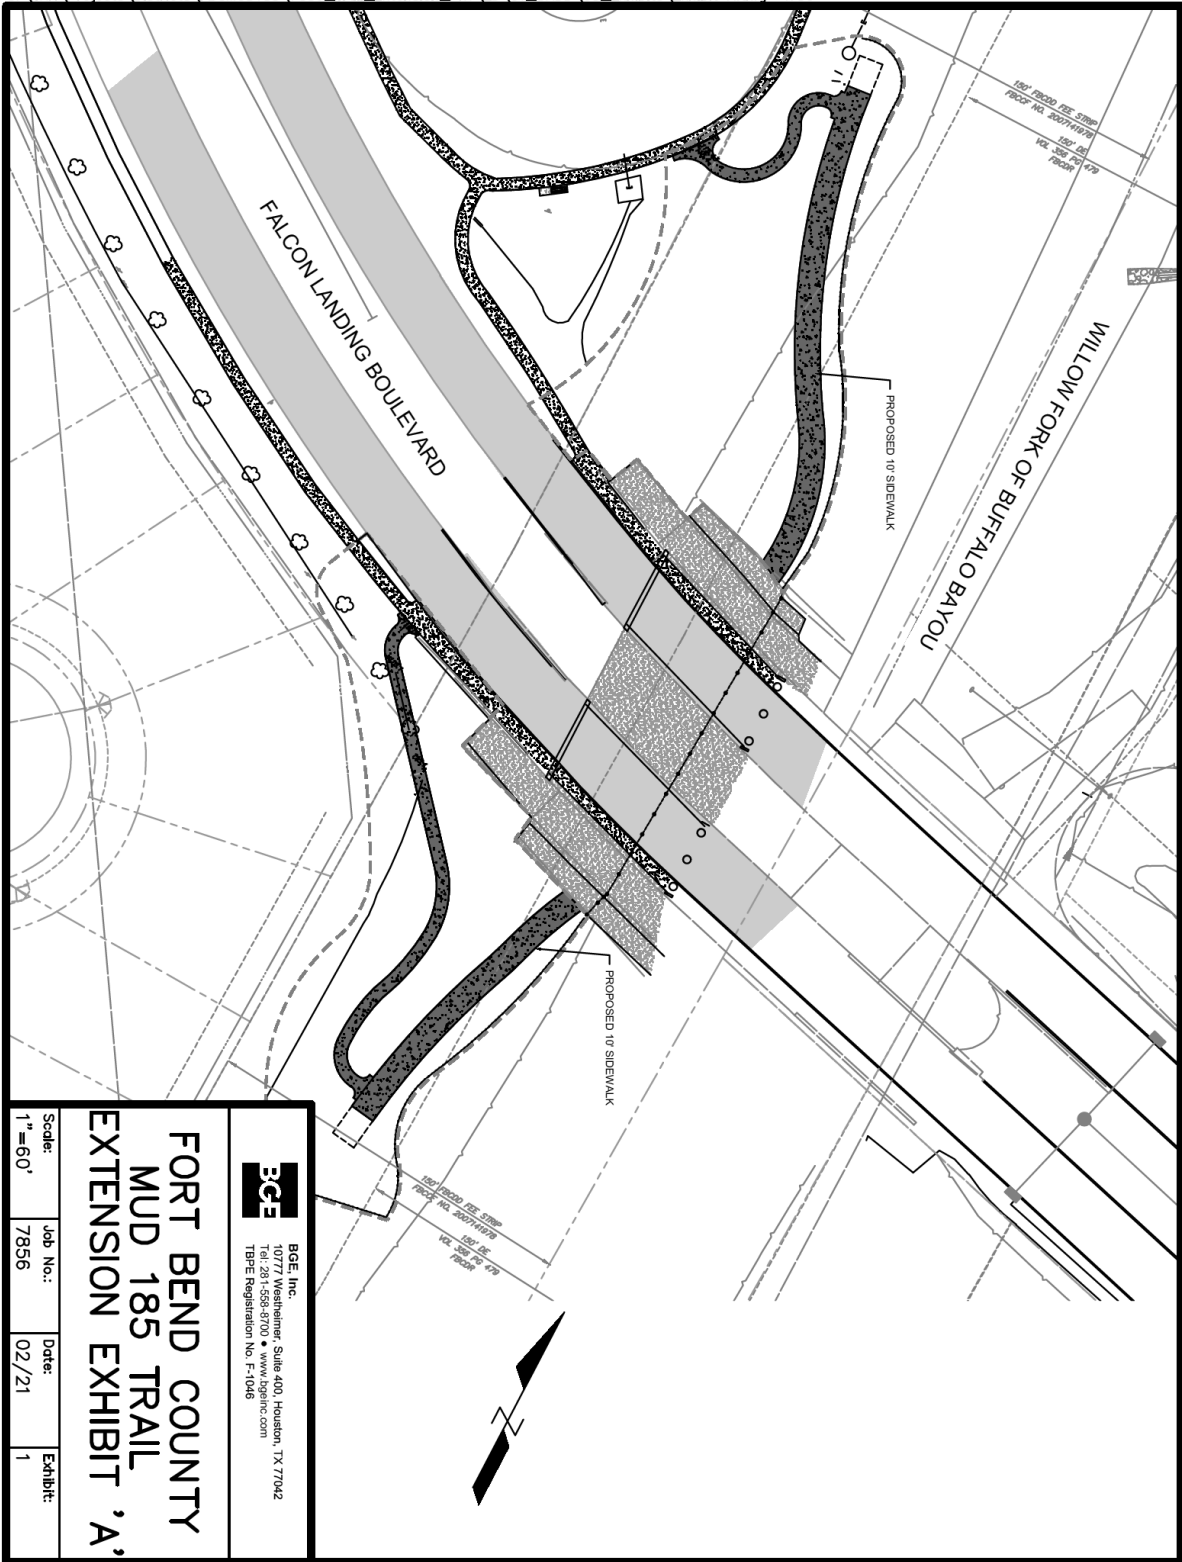 150' FBCDD FEE STRIP
FBCCF NO. 2007141978
150' DE
VOL 356 PG 479
FBCDR
WILLOW FORK OF BUFFALO BAYOU
PROPOSED 10' SIDEWALK
FALCON LANDING BOULEVARD
PROPOSED 10' SIDEWALK
150' FBCDD FEE STRIP
FBCCF NO. 2007141978
150' DE
VOL 356 PG 479
FBCDR
BGE
BGE, Inc.
10777 Westheimer, Suite 400, Houston, TX 77042
Tel: 281-558-8700 ● www.bgeinc.com
TBPE Registration No. F-1046
FORT BEND COUNTY
MUD 185 TRAIL
EXTENSION EXHIBIT 'A'
Scale:
1"=60'
Job No.:
7856
Date:
02/21
Exhibit:
1